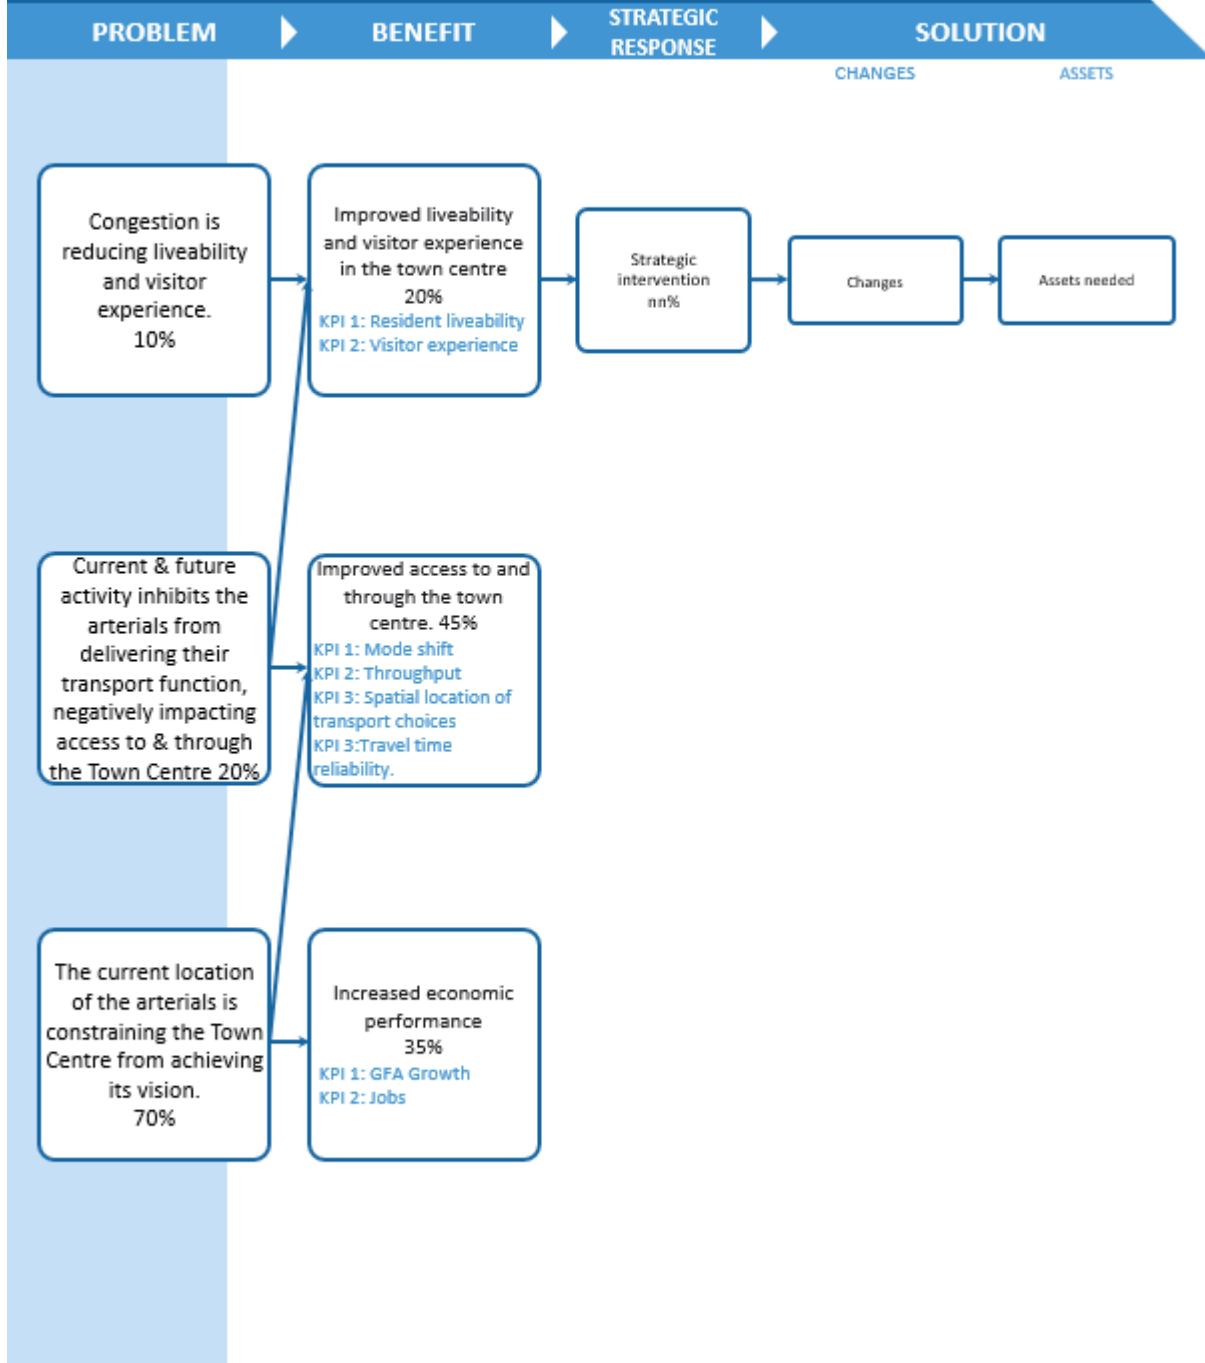 PROBLEM
BENEFIT
STRATEGIC
RESPONSE
SOLUTION
CHANGES
ASSETS
Congestion is
reducing liveability
and visitor
experience.
10%
Improved liveability
and visitor experience
in the town centre
20%
KPI 1: Resident liveability
KPI 2: Visitor experience
Strategic
intervention
nn%
Changes
Assets needed
Current & future
activity inhibits the
arterials from
delivering their
transport function,
negatively impacting
access to & through
the Town Centre 20%
Improved access to and
through the town
centre. 45%
KPI 1: Mode shift
KPI 2: Throughput
KPI 3: Spatial location of
transport choices
KPI 3:Travel time
reliability.
The current location
of the arterials is
constraining the Town
Centre from achieving
its vision.
70%
Increased economic
performance
35%
KPI 1: GFA Growth
KPI 2: Jobs